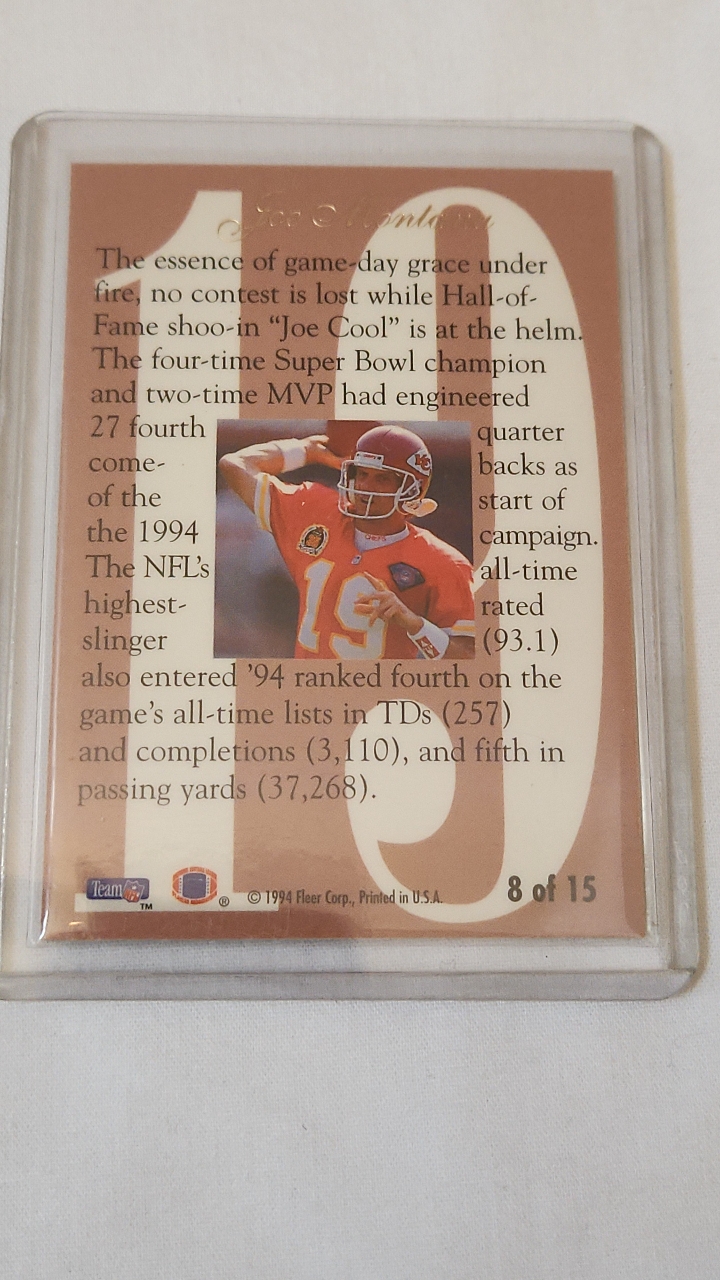 Joe Montana
The essence of game-day grace under
fire, no contest is lost while Hall-of-
Fame shoo-in “Joe Cool” is at the helm.
The four-time Super Bowl champion
and two-time MVP had engineered
27 fourth quarter
come- backs as
of the start of
the 1994 campaign.
The NFL's all-time
highest- rated
slinger (93.1)
also entered '94 ranked fourth on the
game's all-time lists in TDs (257)
and completions (3,110), and fifth in
passing yards (37,268).
19
KC
19
Team NFL ™ ® © 1994 Fleer Corp., Printed in U.S.A. 8 of 15